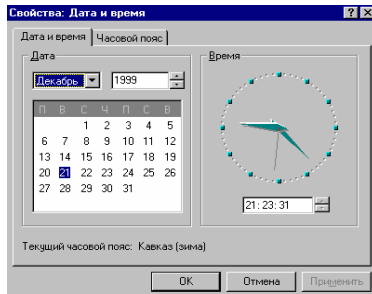 Свойства: Дата и время
Дата и время Часовой пояс
Дата
Декабрь 1999
П В С Ч П С В
1 2 3 4 5
6 7 8 9 10 11 12
13 14 15 16 17 18 19
20 21 22 23 24 25 26
27 28 29 30 31
Время
21:23:31
Текущий часовой пояс: Кавказ (зима)
OK Отмена Применить